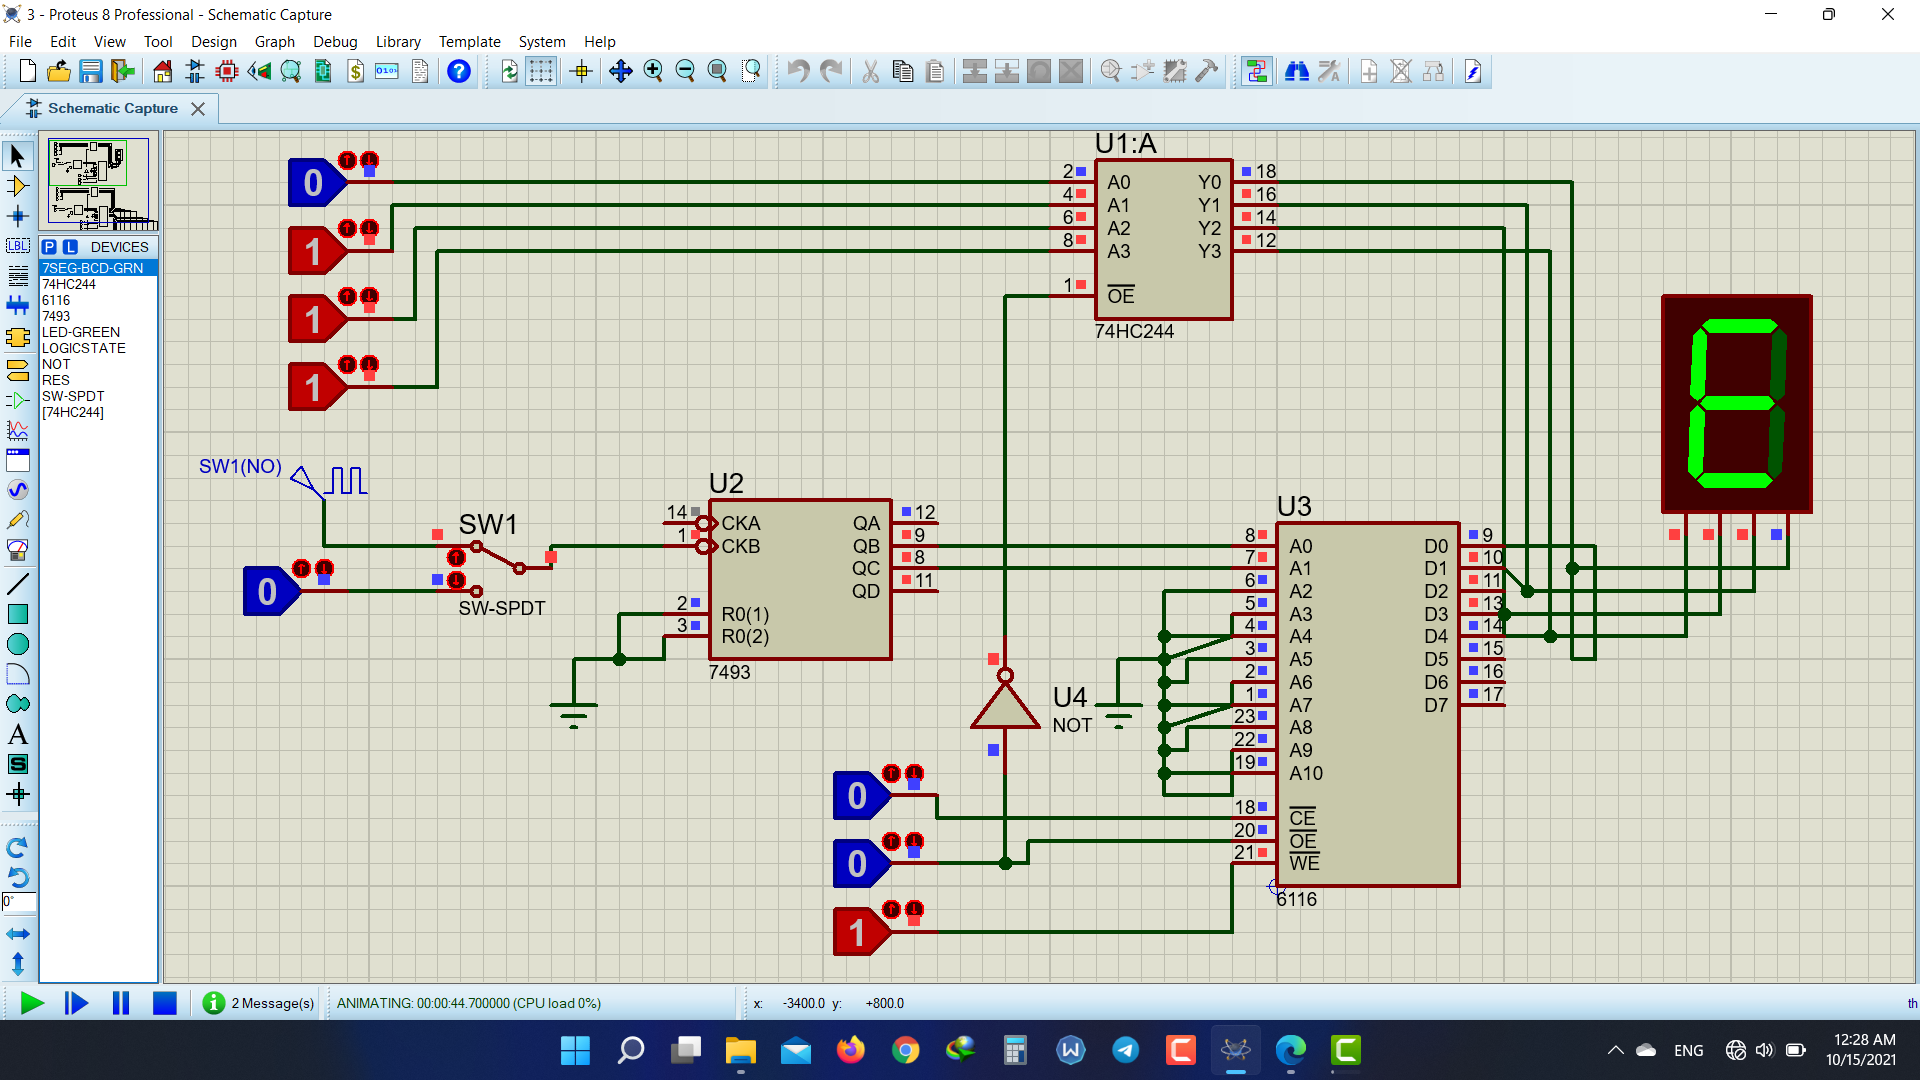 3 - Proteus 8 Professional - Schematic Capture
File Edit View Tool Design Graph Debug Library Template System Help
Schematic Capture
P L DEVICES
7SEG-BCD-GRN
74HC244
6116
7493
LED-GREEN
LOGICSTATE
NOT
RES
SW-SPDT
[74HC244]
LBL
A
S
0°
U1:A
0
1
1
1
2 A0 Y0 18
4 A1 Y1 16
6 A2 Y2 14
8 A3 Y3 12
1 OE
74HC244
SW1(NO)
SW1
SW-SPDT
0
U2
14 CKA QA 12
1 CKB QB 9
QC 8
QD 11
2 R0(1)
3 R0(2)
7493
U4
NOT
U3
8 A0 D0 9
7 A1 D1 10
6 A2 D2 11
5 A3 D3 13
4 A4 D4 14
3 A5 D5 15
2 A6 D6 16
1 A7 D7 17
23 A8
22 A9
19 A10
18 CE
20 OE
21 WE
6116
0
0
1
2 Message(s) ANIMATING: 00:00:44.700000 (CPU load 0%) x: -3400.0 y: +800.0 th
ENG
12:28 AM
10/15/2021